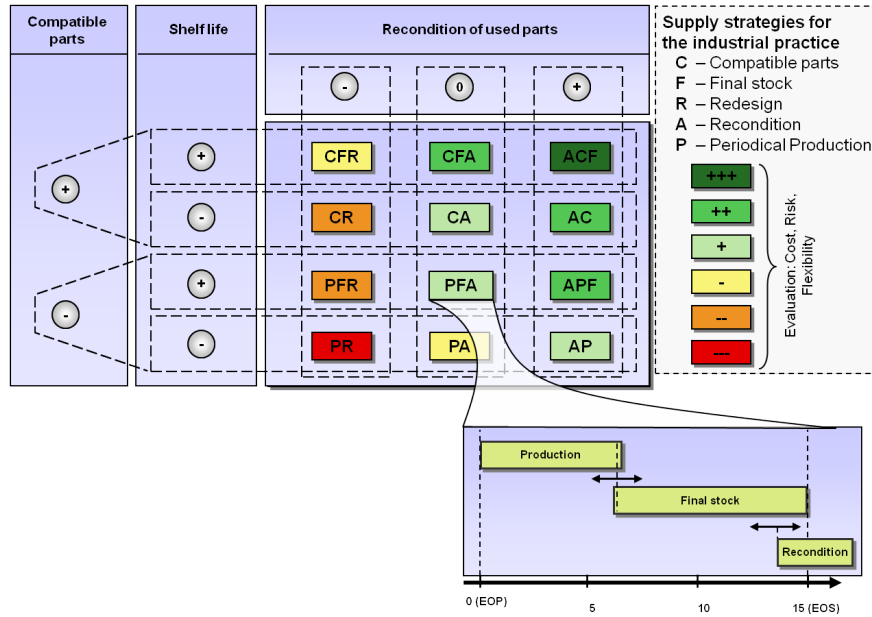 Compatible
parts
Shelf life
Recondition of used parts
Supply strategies for
the industrial practice
C – Compatible parts
F – Final stock
R – Redesign
A – Recondition
P – Periodical Production
- 0 +
+ CFR CFA ACF
+
- CR CA AC
+ PFR PFA APF
-
- PR PA AP
+++
++
+
-
--
---
Evaluation: Cost, Risk,
Flexibility
Production
Final stock
Recondition
0 (EOP) 5 10 15 (EOS)